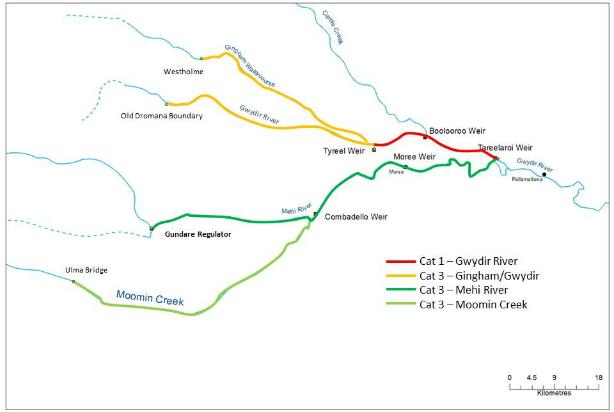 Carole Creek
Gingham Watercourse
Westholme
Old Dromana Boundary
Gwydir River
Boolooroo Weir
Tyreel Weir
Tareelaroi Weir
Moree Weir
Moree
Gwydir River
Pallamallawa
Mehi River
Combadello Weir
Gundare Regulator
Ulma Bridge
Moomin Creek
Cat 1 – Gwydir River
Cat 3 – Gingham/Gwydir
Cat 3 – Mehi River
Cat 3 – Moomin Creek
0 4.5 9 18
Kilometres